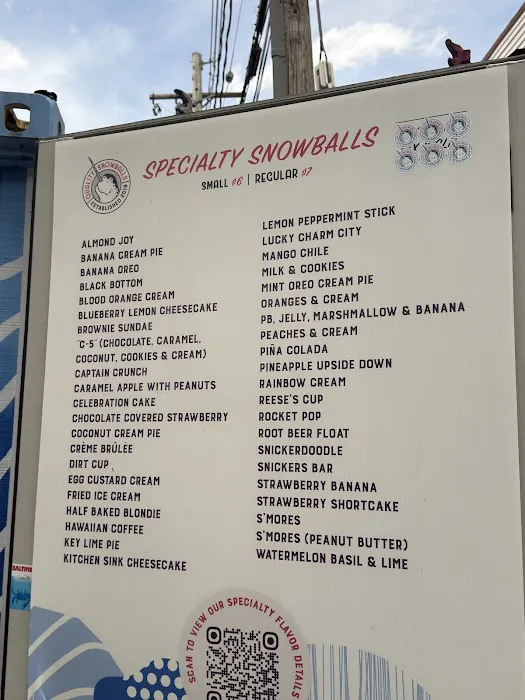 QUALITY SNOWBALLS
ESTABLISHED
SPECIALTY SNOWBALLS
SMALL $6 | REGULAR $7
ALMOND JOY
BANANA CREAM PIE
BANANA OREO
BLACK BOTTOM
BLOOD ORANGE CREAM
BLUEBERRY LEMON CHEESECAKE
BROWNIE SUNDAE
"C-5" (CHOCOLATE, CARAMEL,
COCONUT, COOKIES & CREAM)
CAPTAIN CRUNCH
CARAMEL APPLE WITH PEANUTS
CELEBRATION CAKE
CHOCOLATE COVERED STRAWBERRY
COCONUT CREAM PIE
CRÈME BRÛLÉE
DIRT CUP
EGG CUSTARD CREAM
FRIED ICE CREAM
HALF BAKED BLONDIE
HAWAIIAN COFFEE
KEY LIME PIE
KITCHEN SINK CHEESECAKE
LEMON PEPPERMINT STICK
LUCKY CHARM CITY
MANGO CHILE
MILK & COOKIES
MINT OREO CREAM PIE
ORANGES & CREAM
PB, JELLY, MARSHMALLOW & BANANA
PEACHES & CREAM
PIÑA COLADA
PINEAPPLE UPSIDE DOWN
RAINBOW CREAM
REESE'S CUP
ROCKET POP
ROOT BEER FLOAT
SNICKERDOODLE
SNICKERS BAR
STRAWBERRY BANANA
STRAWBERRY SHORTCAKE
S'MORES
S'MORES (PEANUT BUTTER)
WATERMELON BASIL & LIME
SCAN TO VIEW OUR SPECIALTY FLAVOR DETAILS